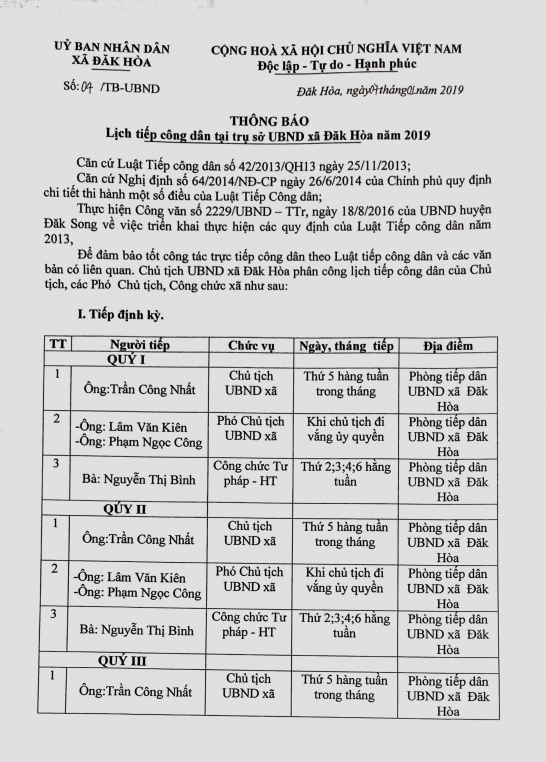 UỶ BAN NHÂN DÂN
XÃ ĐĂK HÒA
CỘNG HOÀ XÃ HỘI CHỦ NGHĨA VIỆT NAM
Độc lập - Tự do - Hạnh phúc
Số: 04 /TB-UBND
Đăk Hòa, ngày tháng 01 năm 2019
THÔNG BÁO
Lịch tiếp công dân tại trụ sở UBND xã Đăk Hòa năm 2019
Căn cứ Luật Tiếp công dân số 42/2013/QH13 ngày 25/11/2013;
Căn cứ Nghị định số 64/2014/NĐ-CP ngày 26/6/2014 của Chính phủ quy định
chi tiết thi hành một số điều của Luật Tiếp Công dân;
Thực hiện Công văn số 2229/UBND – TTr, ngày 18/8/2016 của UBND huyện
Đăk Song về việc triển khai thực hiện các quy định của Luật Tiếp công dân năm
2013,
Để đảm bảo tốt công tác trực tiếp công dân theo Luật tiếp công dân và các văn
bản có liên quan. Chủ tịch UBND xã Đăk Hòa phân công lịch tiếp công dân của Chủ
tịch, các Phó Chủ tịch, Công chức xã như sau:
I. Tiếp định kỳ.
TT Người tiếp Chức vụ Ngày, tháng tiếp Địa điểm
QUÝ I
1 Ông:Trần Công Nhất Chủ tịch UBND xã Thứ 5 hàng tuần trong tháng Phòng tiếp dân UBND xã Đăk Hòa
2 -Ông: Lâm Văn Kiên -Ông: Phạm Ngọc Công Phó Chủ tịch UBND xã Khi chủ tịch đi vắng ủy quyền Phòng tiếp dân UBND xã Đăk Hòa
3 Bà: Nguyễn Thị Bình Công chức Tư pháp - HT Thứ 2;3;4;6 hằng tuần Phòng tiếp dân UBND xã Đăk Hòa
QÚY II
1 Ông:Trần Công Nhất Chủ tịch UBND xã Thứ 5 hàng tuần trong tháng Phòng tiếp dân UBND xã Đăk Hòa
2 -Ông: Lâm Văn Kiên -Ông: Phạm Ngọc Công Phó Chủ tịch UBND xã Khi chủ tịch đi vắng ủy quyền Phòng tiếp dân UBND xã Đăk Hòa
3 Bà: Nguyễn Thị Bình Công chức Tư pháp - HT Thứ 2;3;4;6 hằng tuần Phòng tiếp dân UBND xã Đăk Hòa
QUÝ III
1 Ông:Trần Công Nhất Chủ tịch UBND xã Thứ 5 hàng tuần trong tháng Phòng tiếp dân UBND xã Đăk Hòa